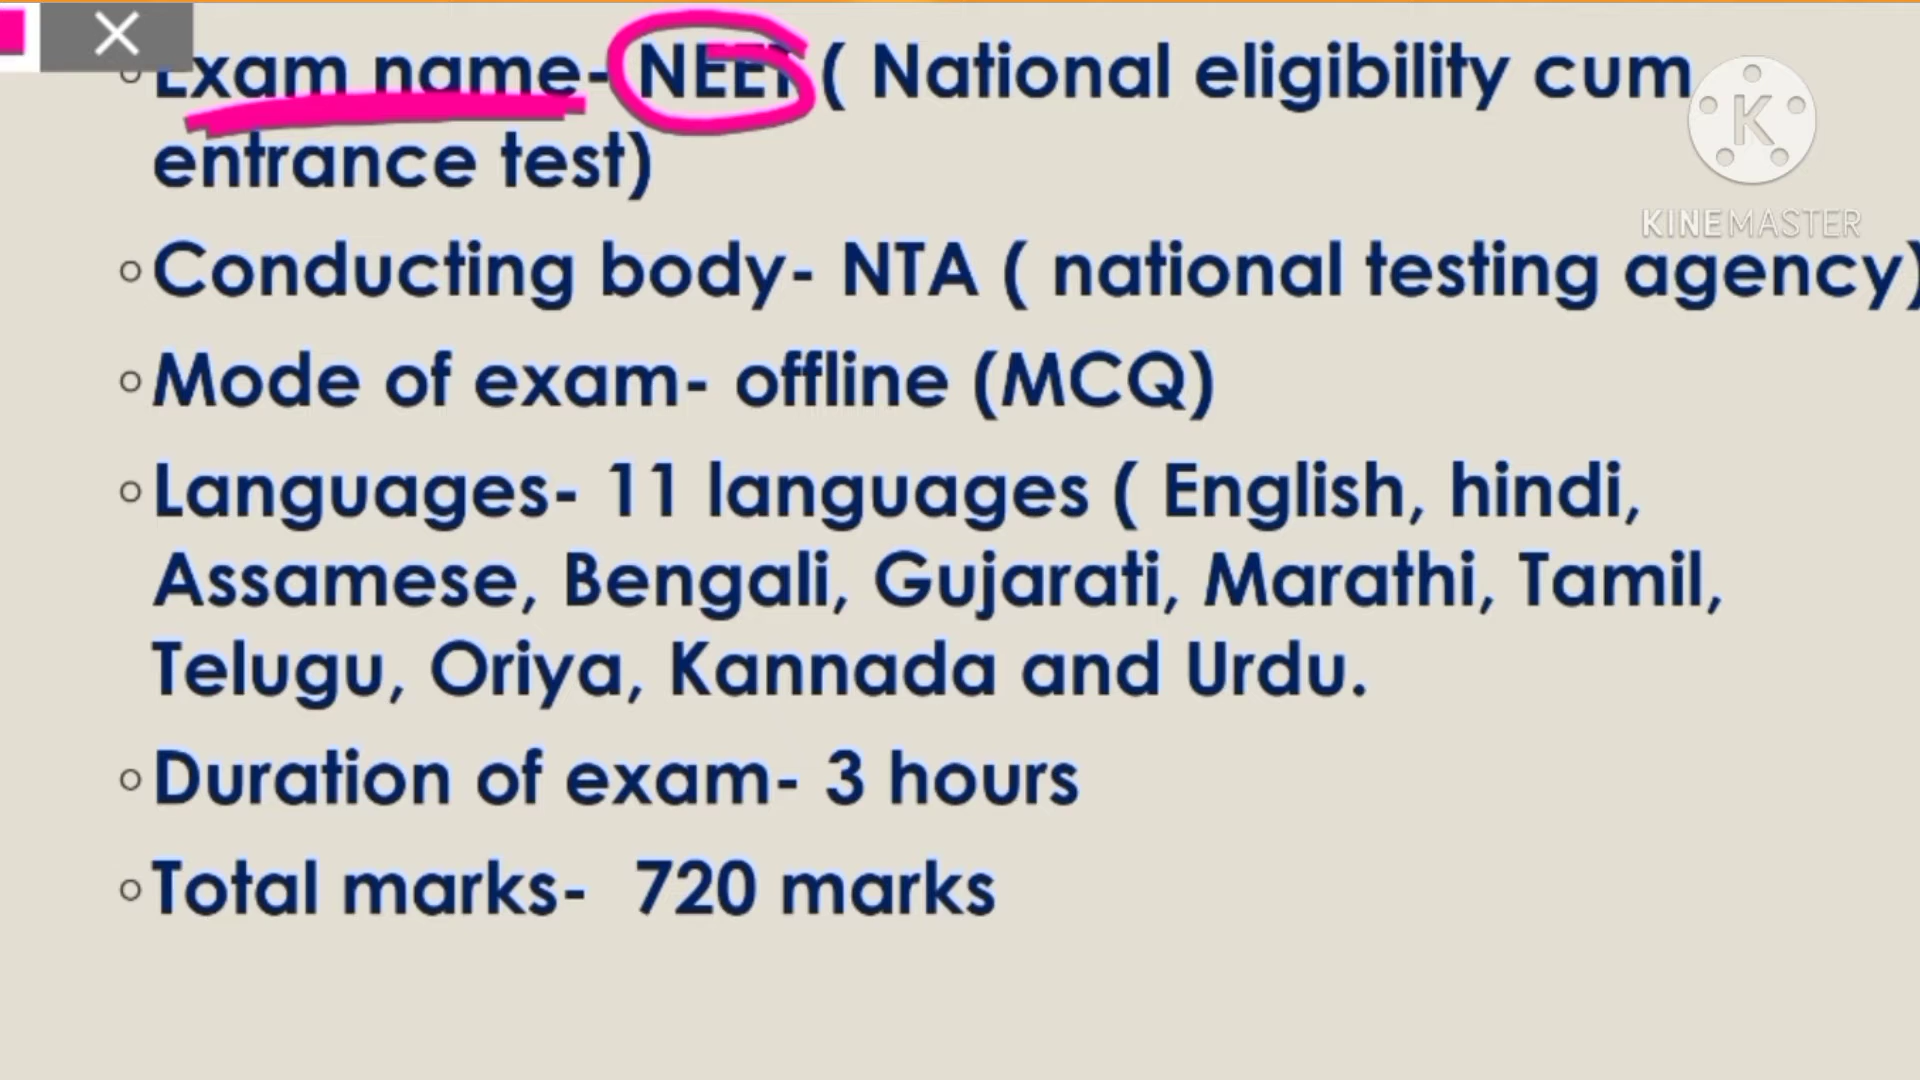 Exam name- NEET ( National eligibility cum
entrance test)
K
KINEMASTER
Conducting body- NTA ( national testing agency)
Mode of exam- offline (MCQ)
Languages- 11 languages ( English, hindi,
Assamese, Bengali, Gujarati, Marathi, Tamil,
Telugu, Oriya, Kannada and Urdu.
Duration of exam- 3 hours
Total marks- 720 marks